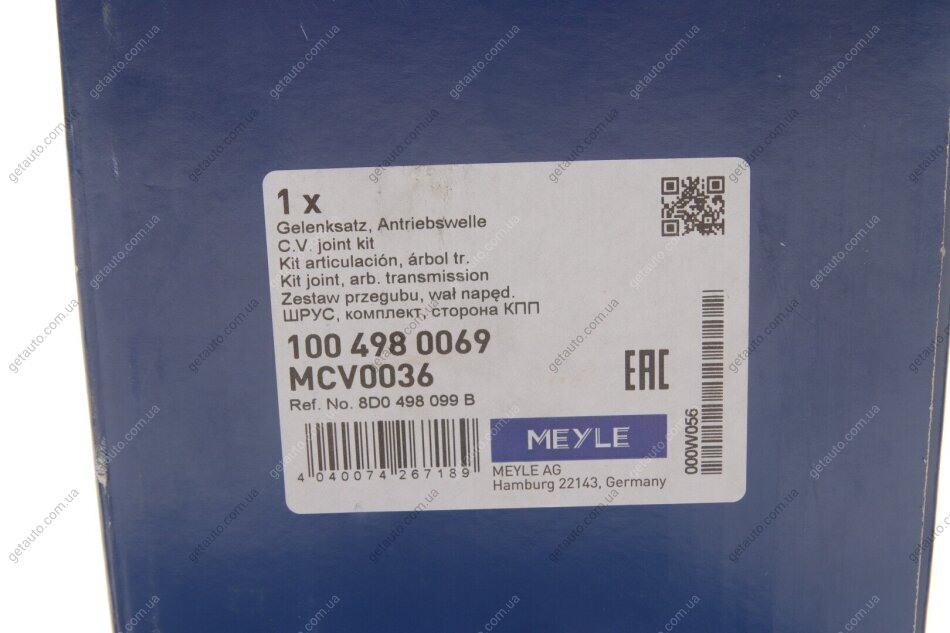 1 x
Gelenksatz, Antriebswelle
C.V. joint kit
Kit articulación, árbol tr.
Kit joint, arb. transmission
Zestaw przegubu, wał napęd.
ШРУС, комплект, сторона КПП
100 498 0069
MCV0036
Ref. No. 8D0 498 099 B
EAC
4 040074 267189
MEYLE
MEYLE AG
Hamburg 22143, Germany
000W056
getauto.com.ua